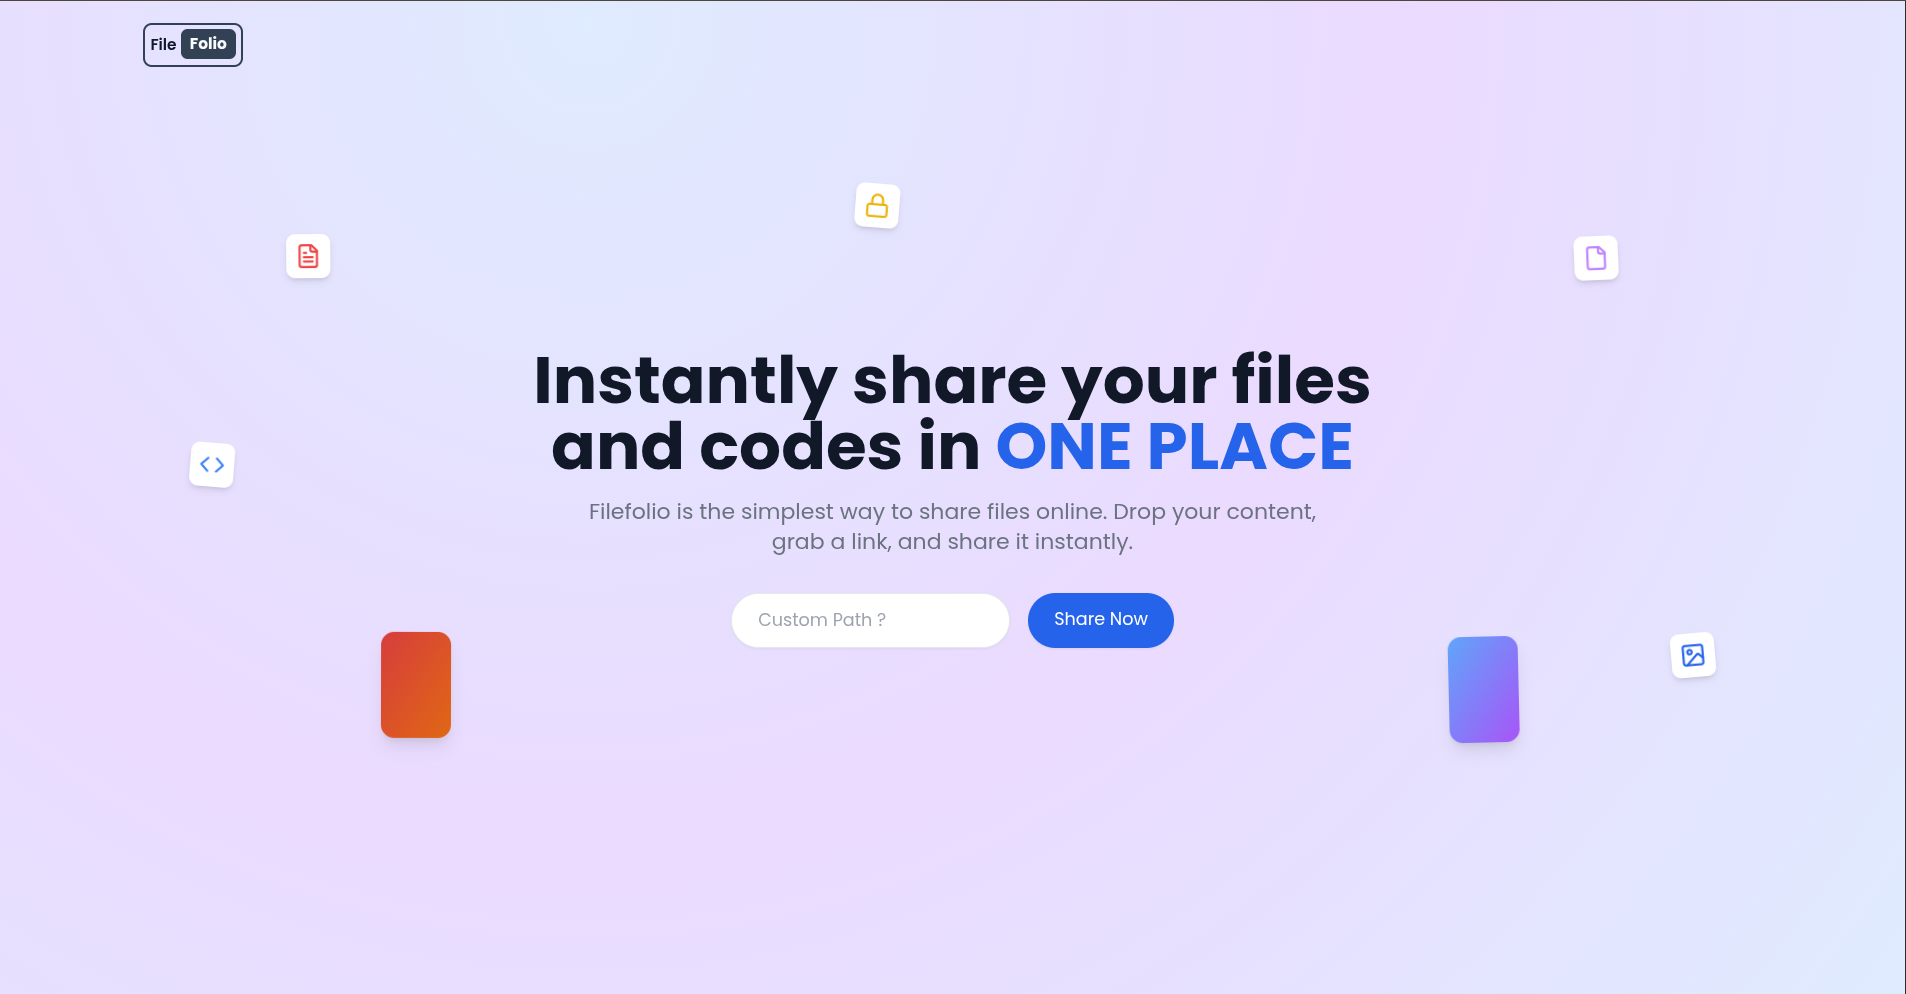 File Folio
Instantly share your files
and codes in ONE PLACE
Filefolio is the simplest way to share files online. Drop your content,
grab a link, and share it instantly.
Custom Path ?
Share Now